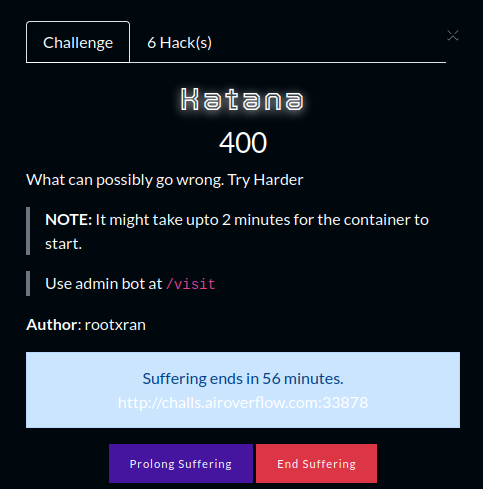 Challenge
6 Hack(s)
Katana
400
What can possibly go wrong. Try Harder
NOTE: It might take upto 2 minutes for the container to
start.
Use admin bot at /visit
Author: rootxran
Suffering ends in 56 minutes.
http://challs.airoverflow.com:33878
Prolong Suffering
End Suffering